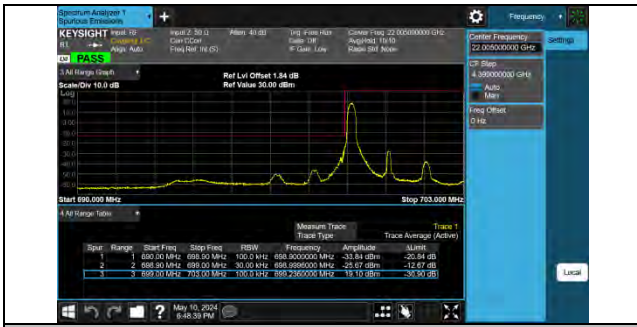 Spectrum Analyzer 1
Spurious Emissions
Frequency
KEYSIGHT
Input: RF
Input Z: 50 Ω
Atten: 40 dB
Trig: Free Run
Center Freq: 22.005000000 GHz
Corr CCorr
Gate: Off
Avg|Hold: 10/10
Align: Auto
Freq Ref: Int (S)
IF Gain: Low
Radio Std: None
LW PASS
Center Frequency
22.005000000 GHz
Settings
CF Step
4.399000000 GHz
Auto
Man
Freq Offset
0 Hz
3 All Range Graph
Scale/Div 10.0 dB
Ref Lvl Offset 1.84 dB
Ref Value 30.00 dBm
Log
Start 690.000 MHz
Stop 703.000 MHz
4 All Range Table
Measure Trace
Trace 1
Trace Type
Trace Average (Active)
Spur Range Start Freq Stop Freq RBW Frequency Amplitude ΔLimit
1 1 690.00 MHz 698.90 MHz 100.0 kHz 698.9000000 MHz -33.84 dBm -20.84 dB
2 2 698.90 MHz 699.00 MHz 30.00 kHz 698.9996000 MHz -25.67 dBm -12.67 dB
3 3 699.00 MHz 703.00 MHz 100.0 kHz 699.2360000 MHz 19.10 dBm -30.90 dB
Local
May 10, 2024
6:48:39 PM